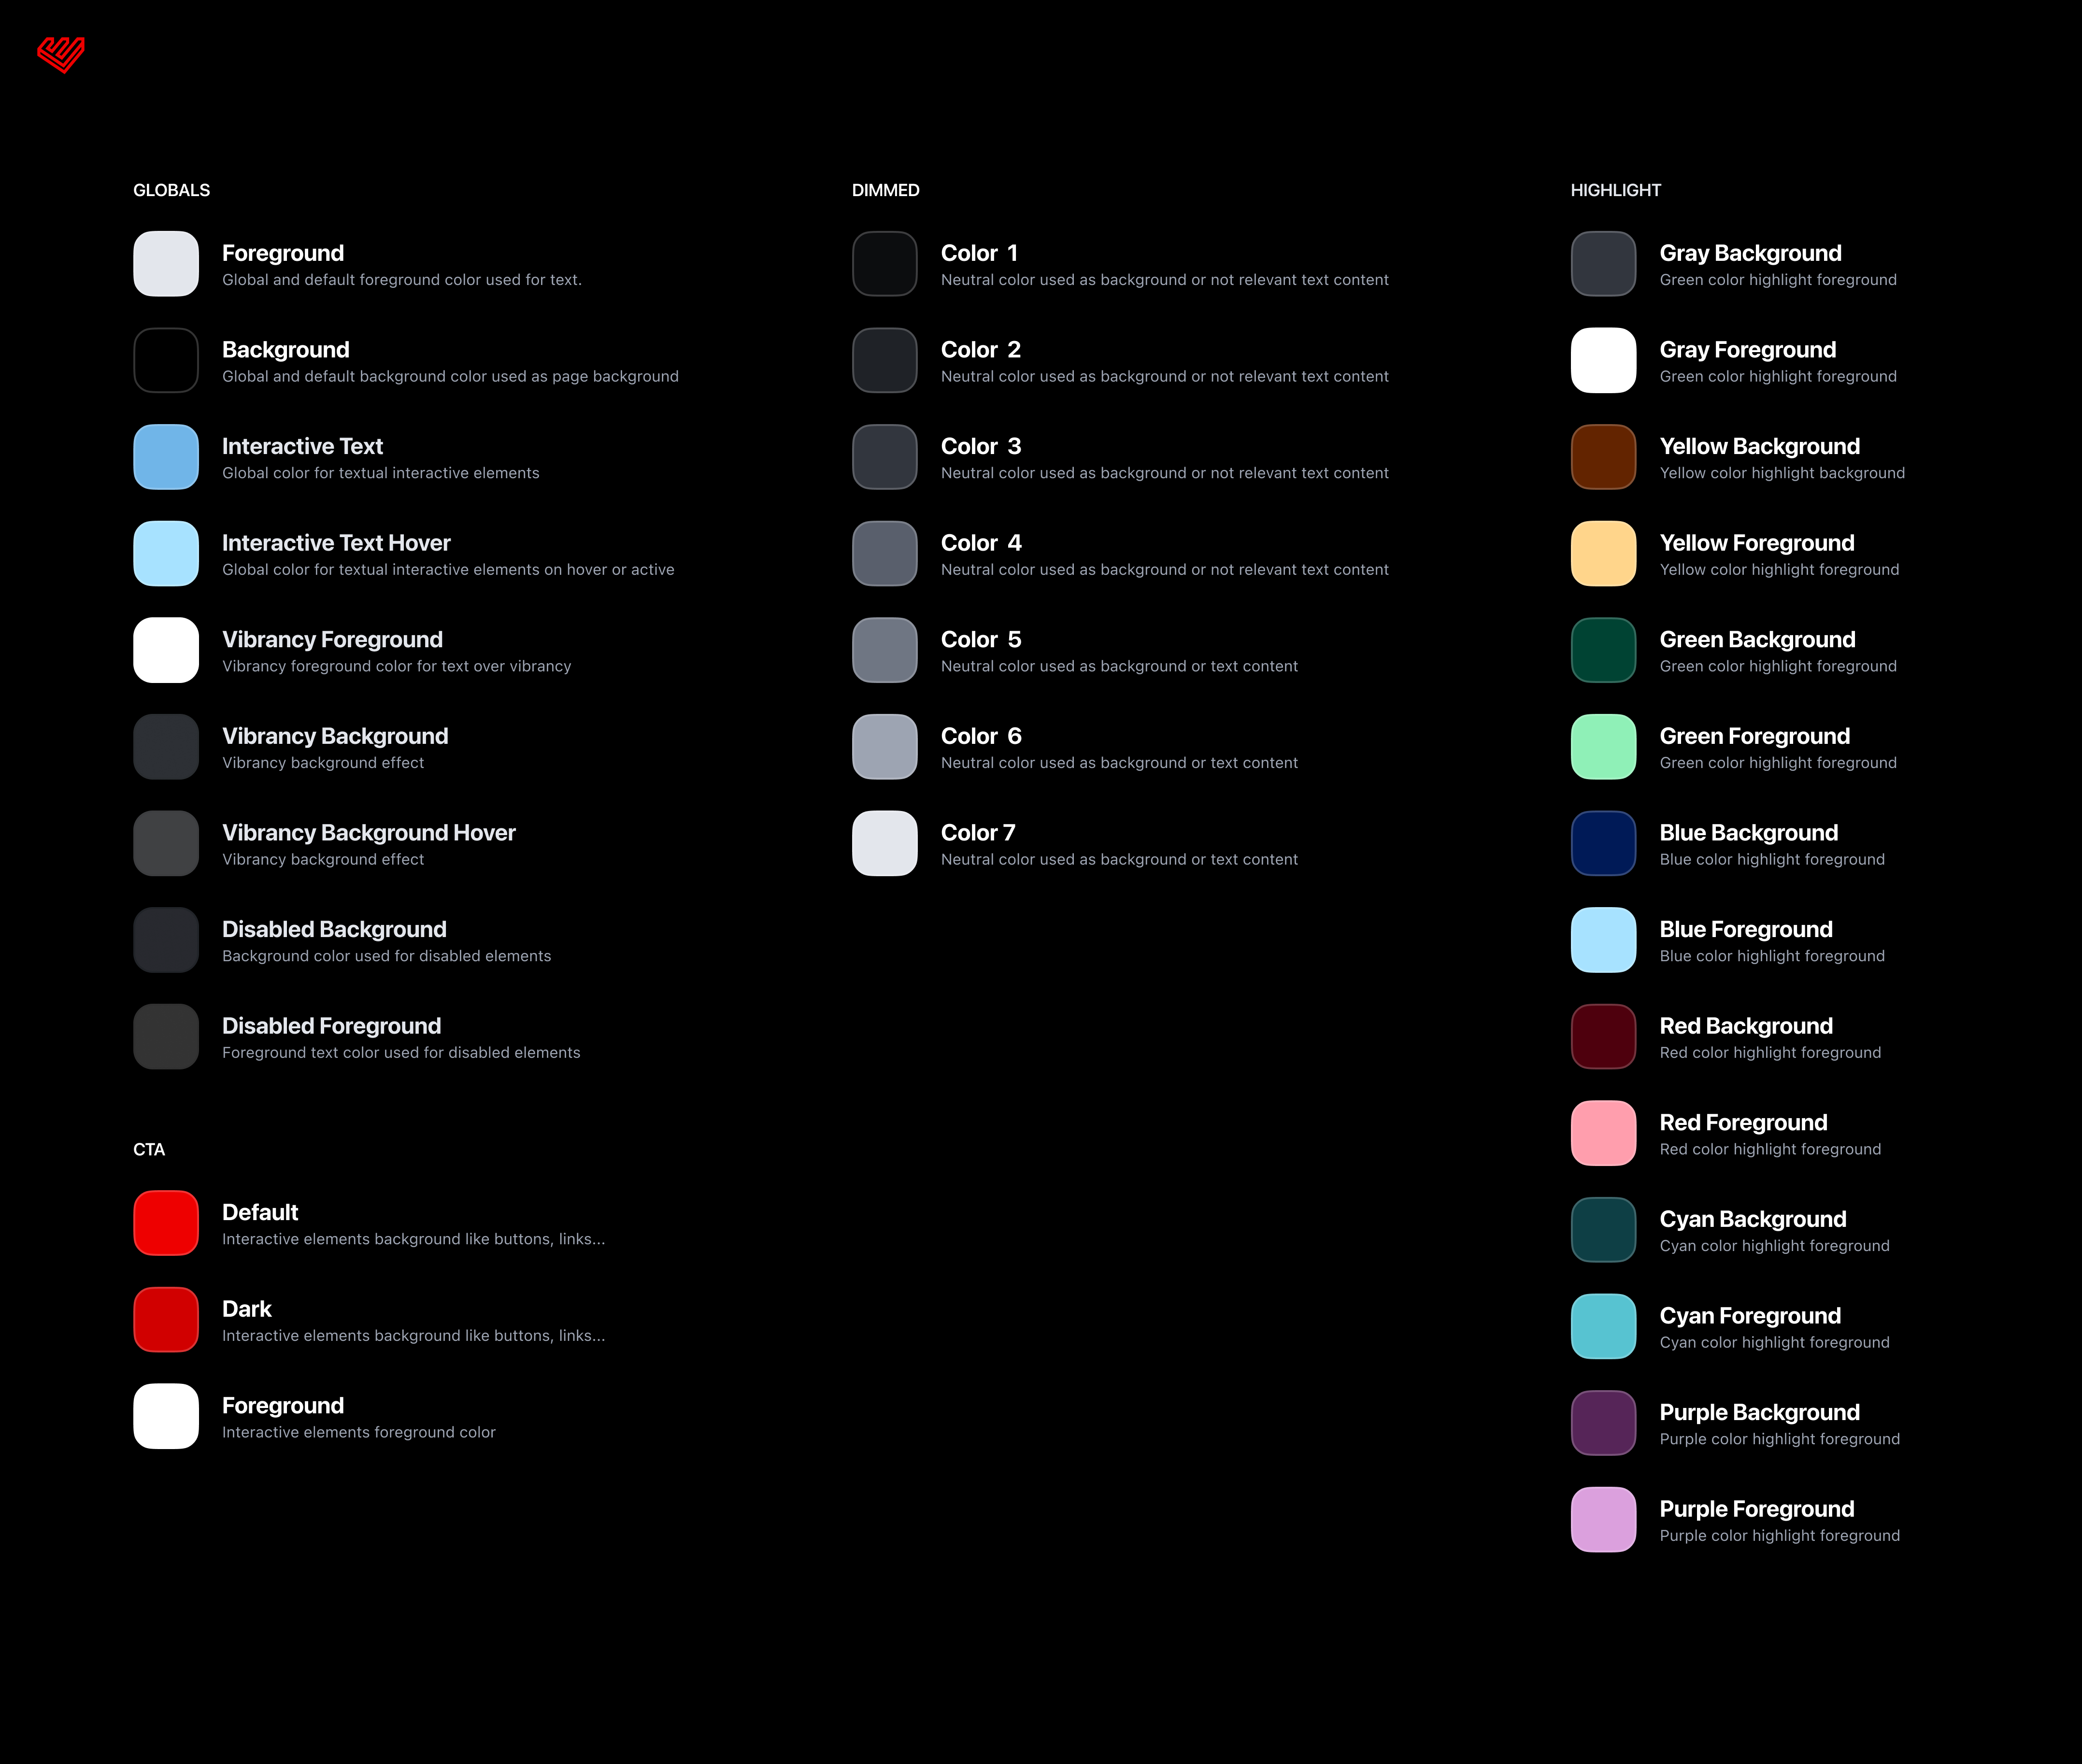 GLOBALS
Foreground
Global and default foreground color used for text.
Background
Global and default background color used as page background
Interactive Text
Global color for textual interactive elements
Interactive Text Hover
Global color for textual interactive elements on hover or active
Vibrancy Foreground
Vibrancy foreground color for text over vibrancy
Vibrancy Background
Vibrancy background effect
Vibrancy Background Hover
Vibrancy background effect
Disabled Background
Background color used for disabled elements
Disabled Foreground
Foreground text color used for disabled elements
CTA
Default
Interactive elements background like buttons, links...
Dark
Interactive elements background like buttons, links...
Foreground
Interactive elements foreground color
DIMMED
Color 1
Neutral color used as background or not relevant text content
Color 2
Neutral color used as background or not relevant text content
Color 3
Neutral color used as background or not relevant text content
Color 4
Neutral color used as background or not relevant text content
Color 5
Neutral color used as background or text content
Color 6
Neutral color used as background or text content
Color 7
Neutral color used as background or text content
HIGHLIGHT
Gray Background
Green color highlight foreground
Gray Foreground
Green color highlight foreground
Yellow Background
Yellow color highlight background
Yellow Foreground
Yellow color highlight foreground
Green Background
Green color highlight foreground
Green Foreground
Green color highlight foreground
Blue Background
Blue color highlight foreground
Blue Foreground
Blue color highlight foreground
Red Background
Red color highlight foreground
Red Foreground
Red color highlight foreground
Cyan Background
Cyan color highlight foreground
Cyan Foreground
Cyan color highlight foreground
Purple Background
Purple color highlight foreground
Purple Foreground
Purple color highlight foreground